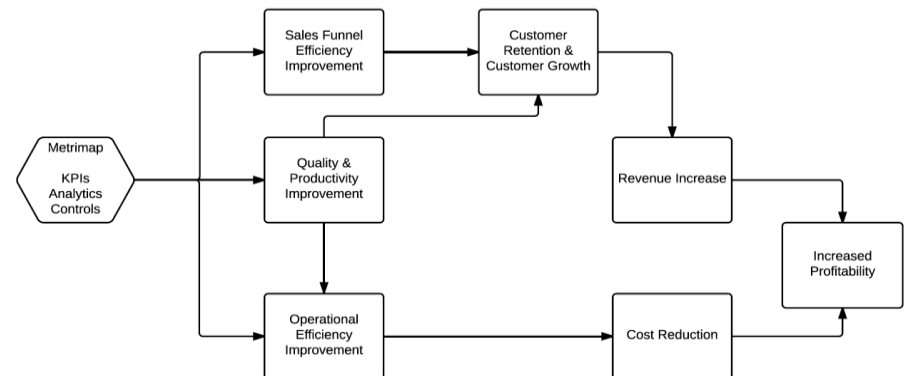 Sales Funnel
Efficiency
Improvement
Customer
Retention &
Customer Growth
Metrimap
KPIs
Analytics
Controls
Quality &
Productivity
Improvement
Revenue Increase
Increased
Profitability
Operational
Efficiency
Improvement
Cost Reduction